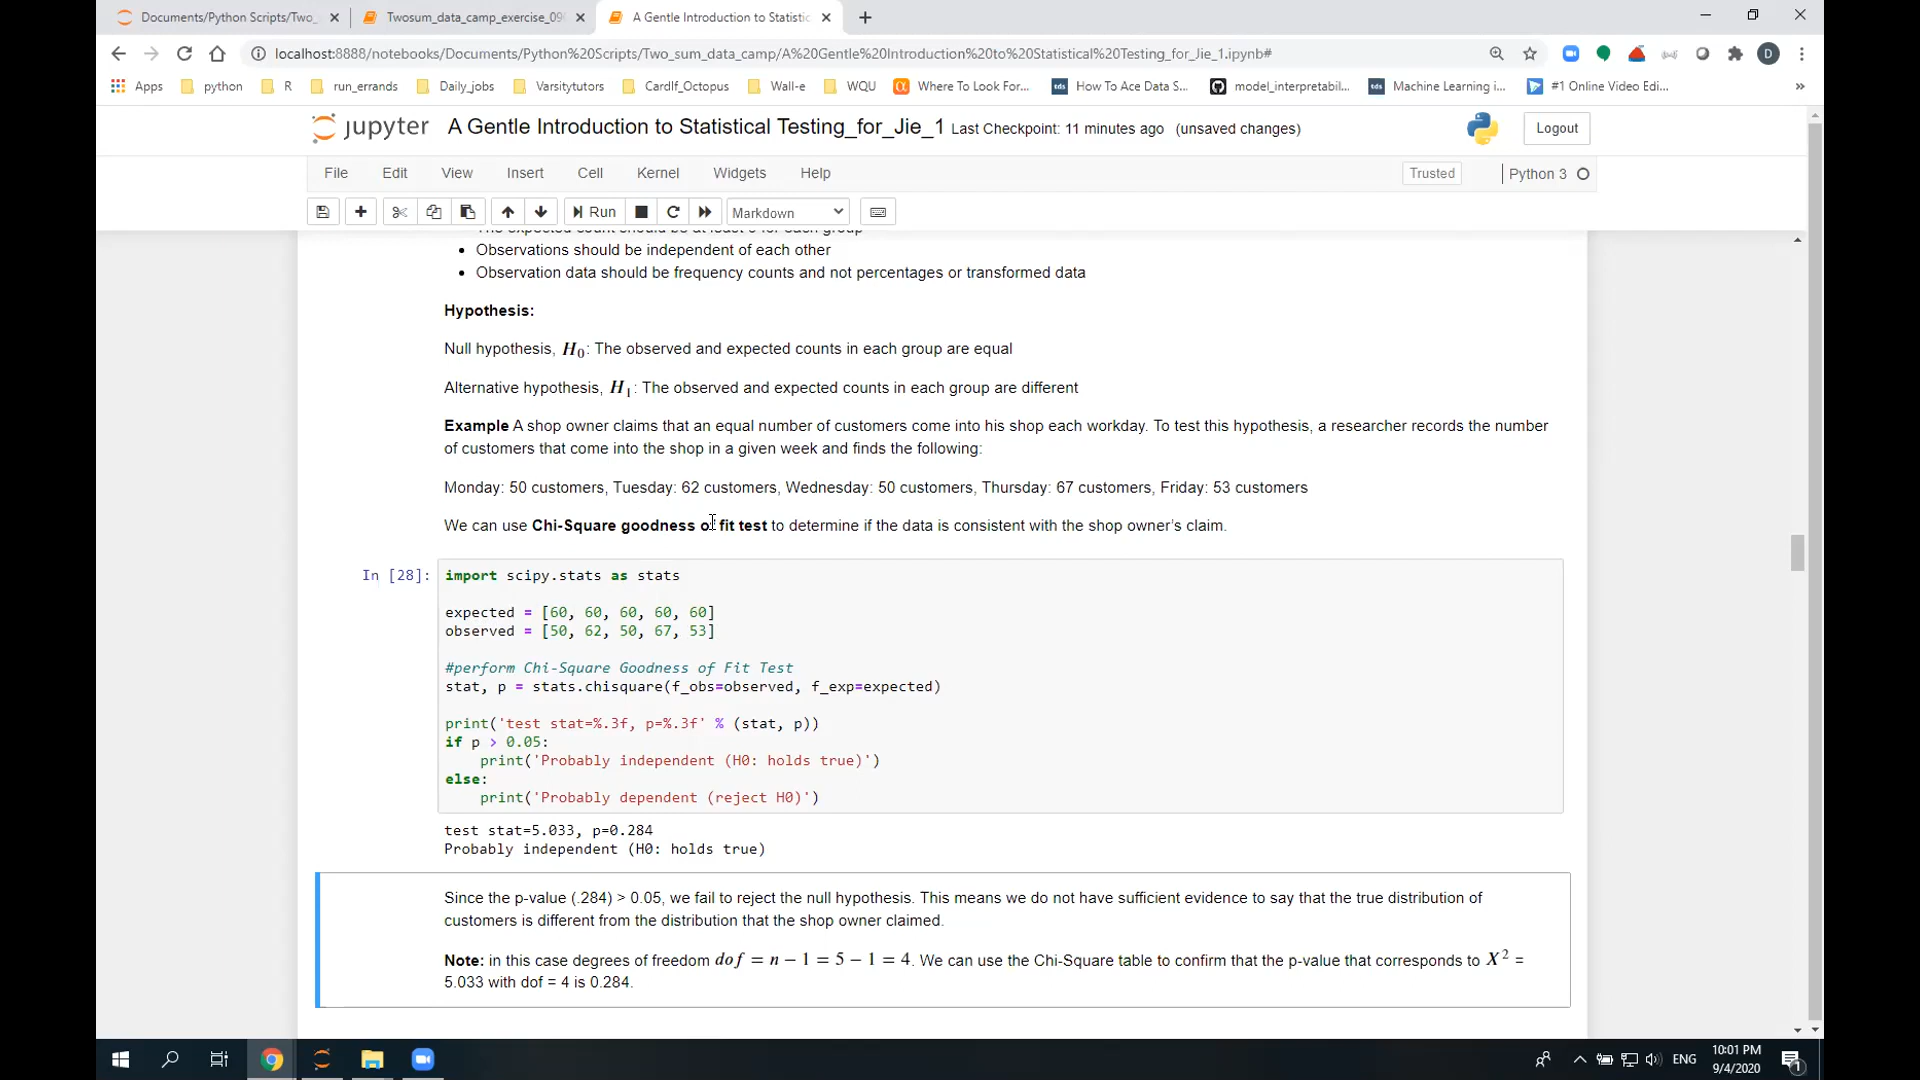 Documents/Python Scripts/Two_
Twosum_data_camp_exercise_09
A Gentle Introduction to Statistic
localhost:8888/notebooks/Documents/Python%20Scripts/Two_sum_data_camp/A%20Gentle%20Introduction%20to%20Statistical%20Testing_for_Jie_1.ipynb#
D
Apps python R run_errands Daily_jobs Varsitytutors Cardlf_Octopus Wall-e WQU Where To Look For... How To Ace Data S... model_interpretabil... Machine Learning i... #1 Online Video Edi... »
jupyter A Gentle Introduction to Statistical Testing_for_Jie_1 Last Checkpoint: 11 minutes ago (unsaved changes) Logout
File Edit View Insert Cell Kernel Widgets Help Trusted Python 3
Run Markdown
• Observations should be independent of each other
• Observation data should be frequency counts and not percentages or transformed data
Hypothesis:
Null hypothesis, H₀: The observed and expected counts in each group are equal
Alternative hypothesis, H₁: The observed and expected counts in each group are different
Example A shop owner claims that an equal number of customers come into his shop each workday. To test this hypothesis, a researcher records the number
of customers that come into the shop in a given week and finds the following:
Monday: 50 customers, Tuesday: 62 customers, Wednesday: 50 customers, Thursday: 67 customers, Friday: 53 customers
We can use Chi-Square goodness of fit test to determine if the data is consistent with the shop owner's claim.
In [28]: import scipy.stats as stats
expected = [60, 60, 60, 60, 60]
observed = [50, 62, 50, 67, 53]
#perform Chi-Square Goodness of Fit Test
stat, p = stats.chisquare(f_obs=observed, f_exp=expected)
print('test stat=%.3f, p=%.3f' % (stat, p))
if p > 0.05:
print('Probably independent (H0: holds true)')
else:
print('Probably dependent (reject H0)')
test stat=5.033, p=0.284
Probably independent (H0: holds true)
Since the p-value (.284) > 0.05, we fail to reject the null hypothesis. This means we do not have sufficient evidence to say that the true distribution of
customers is different from the distribution that the shop owner claimed.
Note: in this case degrees of freedom dof = n − 1 = 5 − 1 = 4. We can use the Chi-Square table to confirm that the p-value that corresponds to X² =
5.033 with dof = 4 is 0.284.
ENG
10:01 PM
9/4/2020
1